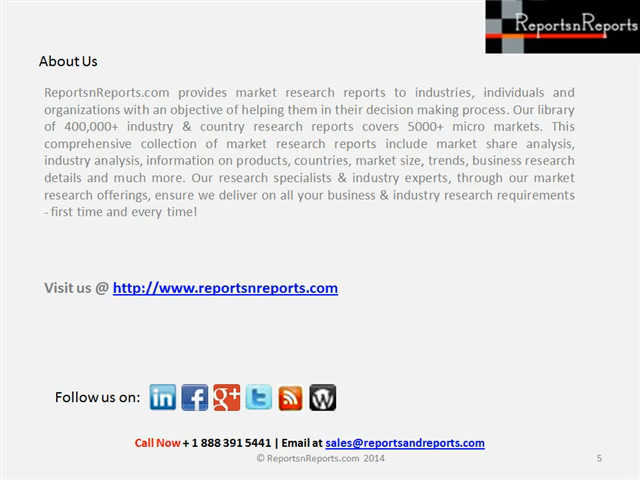 ReportsnReports
About Us
ReportsnReports.com provides market research reports to industries, individuals and
organizations with an objective of helping them in their decision making process. Our library
of 400,000+ industry & country research reports covers 5000+ micro markets. This
comprehensive collection of market research reports include market share analysis,
industry analysis, information on products, countries, market size, trends, business research
details and much more. Our research specialists & industry experts, through our market
research offerings, ensure we deliver on all your business & industry research requirements
- first time and every time!
Visit us @ http://www.reportsnreports.com
Follow us on: in f g+ t W
Call Now + 1 888 391 5441 | Email at sales@reportsandreports.com
© ReportsnReports.com 2014 5